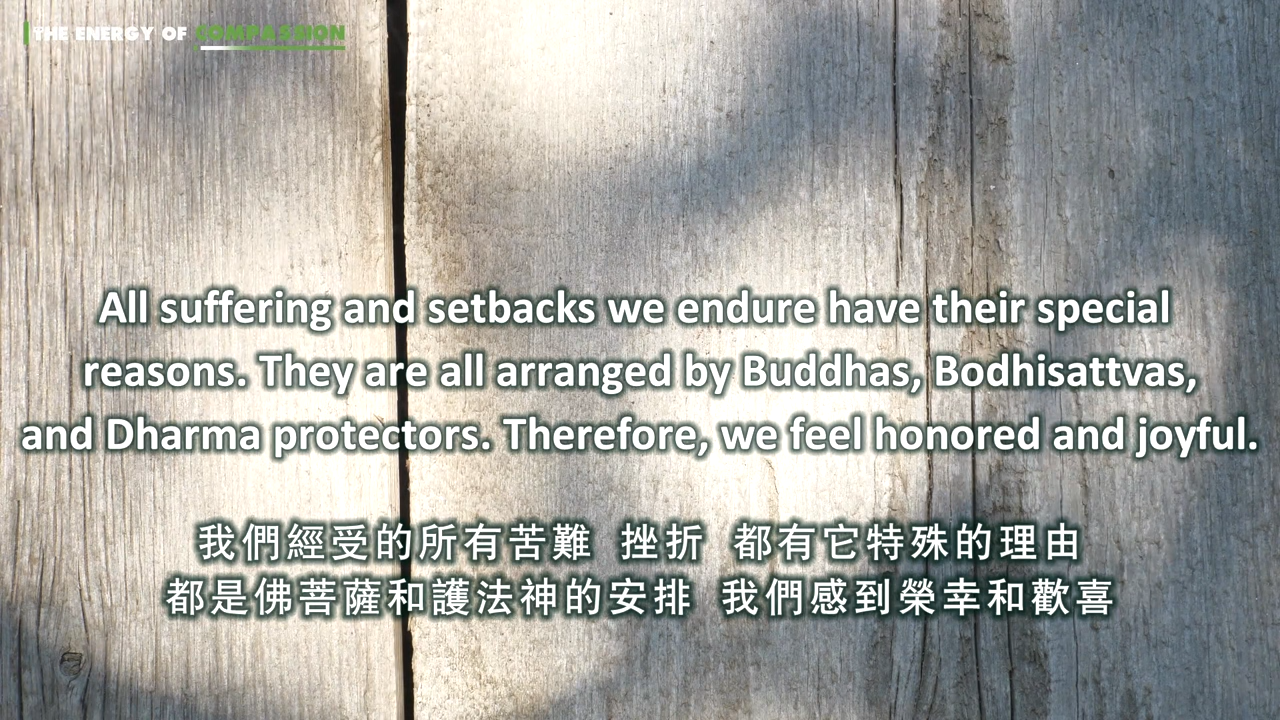 THE ENERGY OF COMPASSION
All suffering and setbacks we endure have their special
reasons. They are all arranged by Buddhas, Bodhisattvas,
and Dharma protectors. Therefore, we feel honored and joyful.
我們經受的所有苦難 挫折 都有它特殊的理由
都是佛菩薩和護法神的安排 我們感到榮幸和歡喜